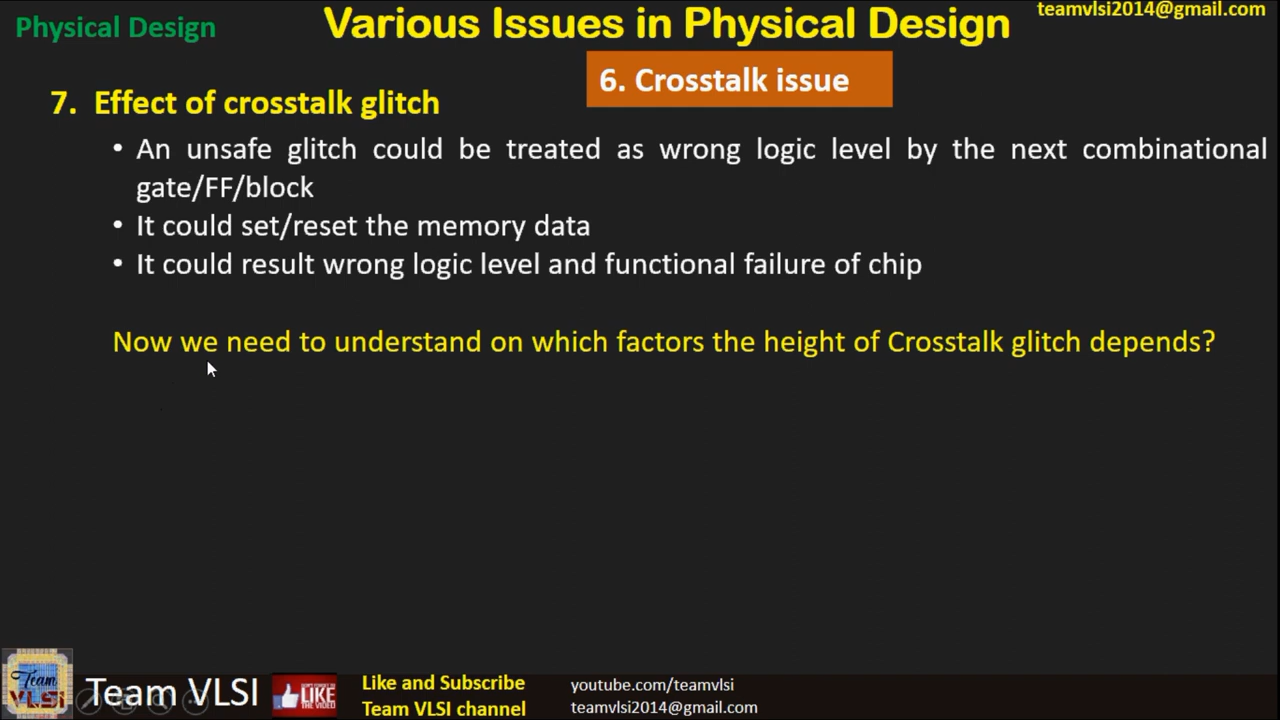 Physical Design
Various Issues in Physical Design
teamvlsi2014@gmail.com
6. Crosstalk issue
7. Effect of crosstalk glitch
• An unsafe glitch could be treated as wrong logic level by the next combinational
gate/FF/block
• It could set/reset the memory data
• It could result wrong logic level and functional failure of chip
Now we need to understand on which factors the height of Crosstalk glitch depends?
Team
VLSI
Team VLSI
LIKE
Like and Subscribe
Team VLSI channel
youtube.com/teamvlsi
teamvlsi2014@gmail.com